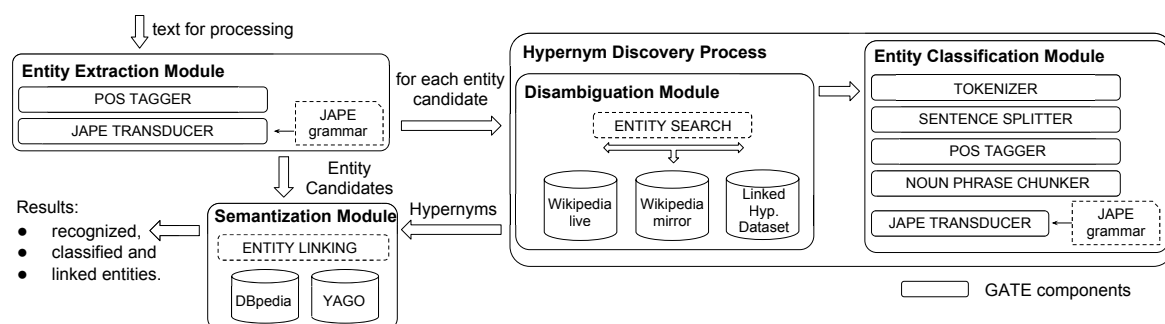 text for processing
Entity Extraction Module
POS TAGGER
JAPE TRANSDUCER
JAPE
grammar
for each entity
candidate
Hypernym Discovery Process
Disambiguation Module
ENTITY SEARCH
Wikipedia
live
Wikipedia
mirror
Linked
Hyp.
Dataset
Entity Classification Module
TOKENIZER
SENTENCE SPLITTER
POS TAGGER
NOUN PHRASE CHUNKER
JAPE TRANSDUCER
JAPE
grammar
Entity
Candidates
Hypernyms
Semantization Module
ENTITY LINKING
DBpedia
YAGO
Results:
● recognized,
● classified and
● linked entities.
GATE components